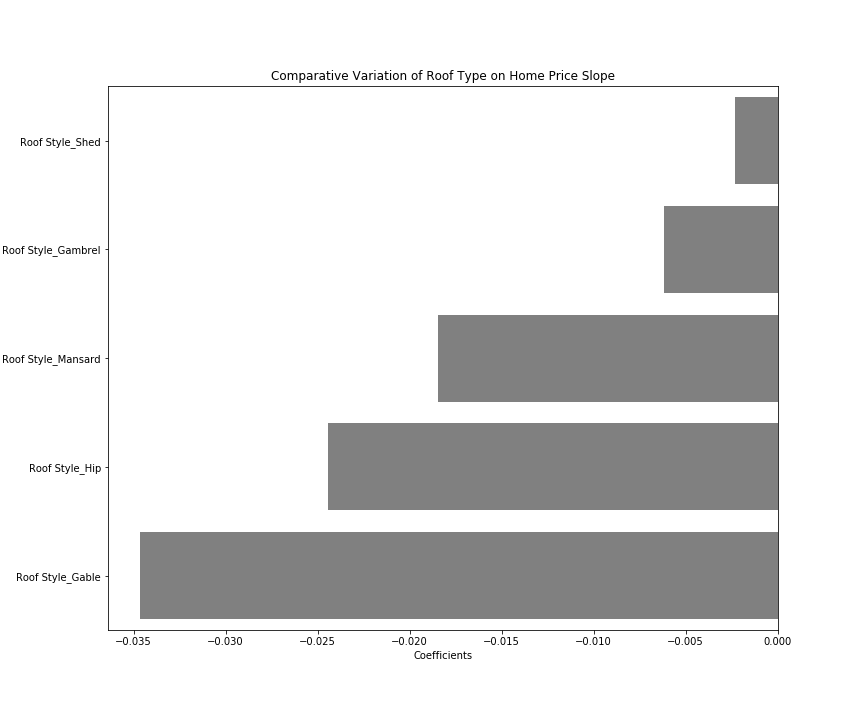 Comparative Variation of Roof Type on Home Price Slope
Roof Style_Shed
Roof Style_Gambrel
Roof Style_Mansard
Roof Style_Hip
Roof Style_Gable
−0.035 −0.030 −0.025 −0.020 −0.015 −0.010 −0.005 0.000
Coefficients